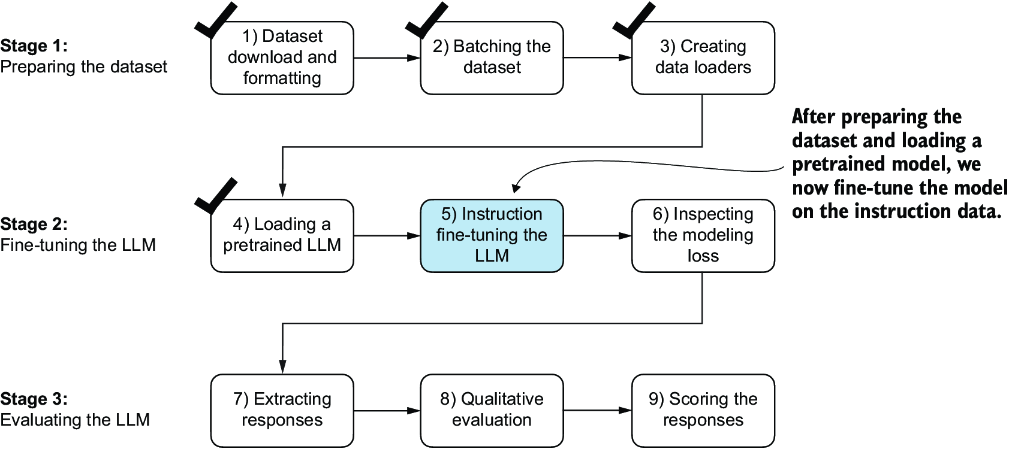 Stage 1:
Preparing the dataset
1) Dataset
download and
formatting
2) Batching the
dataset
3) Creating
data loaders
After preparing the
dataset and loading a
pretrained model, we
now fine-tune the model
on the instruction data.
Stage 2:
Fine-tuning the LLM
4) Loading a
pretrained LLM
5) Instruction
fine-tuning the
LLM
6) Inspecting
the modeling
loss
Stage 3:
Evaluating the LLM
7) Extracting
responses
8) Qualitative
evaluation
9) Scoring the
responses